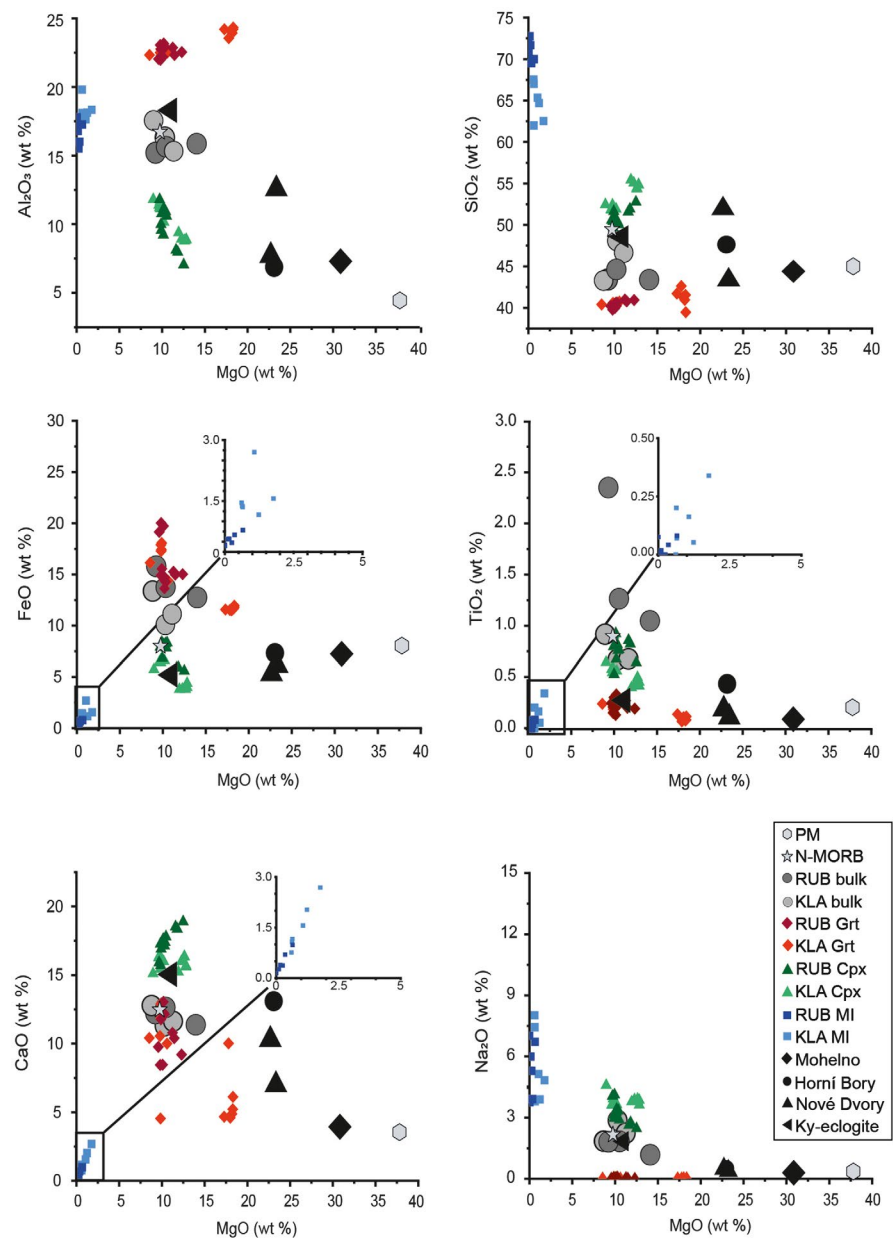 25
20
15
10
5
Al₂O₃ (wt %)
0 5 10 15 20 25 30 35 40
MgO (wt %)
75
70
65
60
55
50
45
40
SiO₂ (wt %)
0 5 10 15 20 25 30 35 40
MgO (wt %)
30
25
20
15
10
5
0
FeO (wt %)
3.0
1.5
0
0 5
0 5 10 15 20 25 30 35 40
MgO (wt %)
3.0
2.5
2.0
1.5
1.0
0.5
0.0
TiO₂ (wt %)
0.50
0.25
0.00
0 2.5 5
0 5 10 15 20 25 30 35 40
MgO (wt %)
20
15
10
5
0
CaO (wt %)
3.0
1.5
0.0
0 2.5 5
0 5 10 15 20 25 30 35 40
MgO (wt %)
15
12
9
6
3
0
Na₂O (wt %)
0 5 10 15 20 25 30 35 40
MgO (wt %)
PM
N-MORB
RUB bulk
KLA bulk
RUB Grt
KLA Grt
RUB Cpx
KLA Cpx
RUB MI
KLA MI
Mohelno
Horní Bory
Nové Dvory
Ky-eclogite